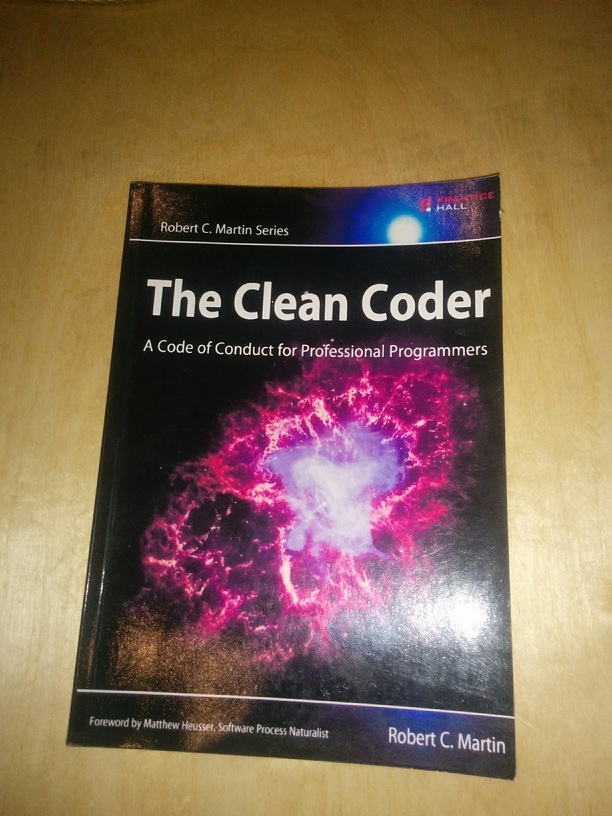 PRENTICE
HALL
Robert C. Martin Series
The Clean Coder
A Code of Conduct for Professional Programmers
Foreword by Matthew Heusser, Software Process Naturalist
Robert C. Martin